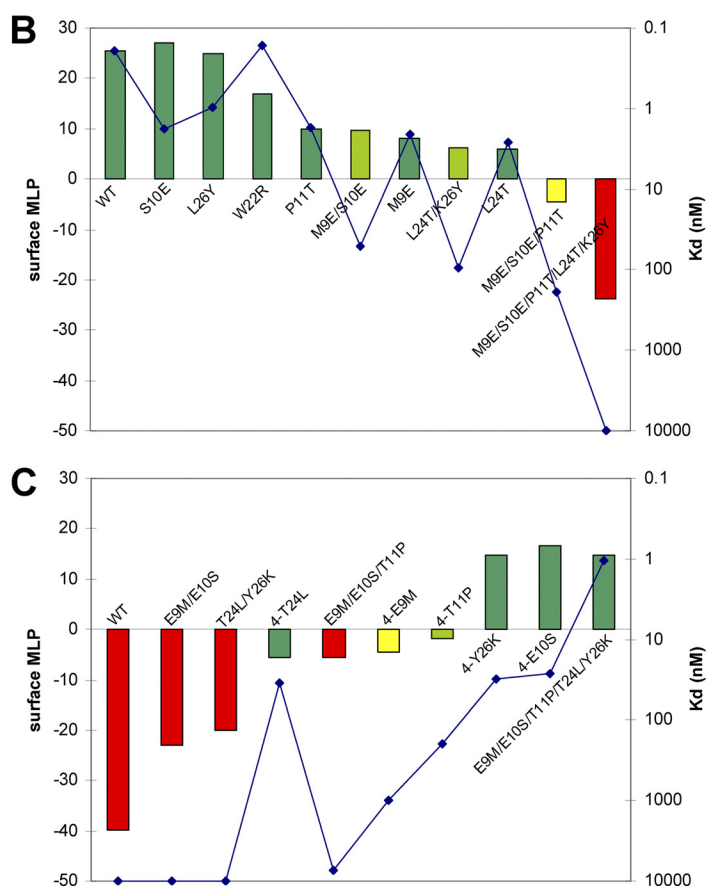 B
30
20
10
0
-10
-20
-30
-40
-50
surface MLP
0.1
1
10
100
1000
10000
Kd (nM)
WT
S10E
L26Y
W22R
P11T
M9E/S10E
M9E
L24T/K26Y
L24T
M9E/S10E/P11T
M9E/S10E/P11T/L24T/K26Y
C
30
20
10
0
-10
-20
-30
-40
-50
surface MLP
0.1
1
10
100
1000
10000
Kd (nM)
WT
E9M/E10S
T24L/Y26K
4-T24L
E9M/E10S/T11P
4-E9M
4-T11P
4-Y26K
4-E10S
E9M/E10S/T11P/T24L/Y26K